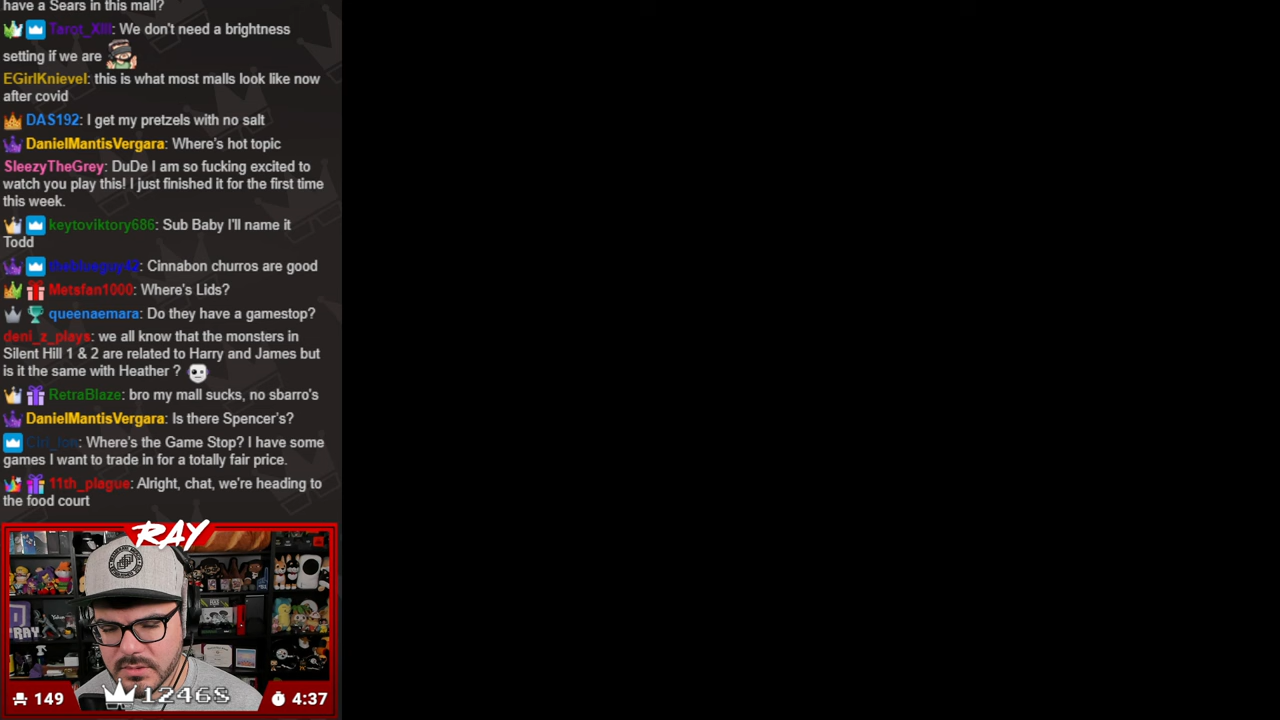 have a Sears in this mall?
Tarot_XIII: We don't need a brightness
setting if we are
EGirlKnievel: this is what most malls look like now
after covid
DAS192: I get my pretzels with no salt
DanielMantisVergara: Where's hot topic
SleezyTheGrey: DuDe I am so fucking excited to
watch you play this! I just finished it for the first time
this week.
keytoviktory686: Sub Baby I'll name it
Todd
theblueguy42: Cinnabon churros are good
Metsfan1000: Where's Lids?
queenaemara: Do they have a gamestop?
deni_z_plays: we all know that the monsters in
Silent Hill 1 & 2 are related to Harry and James but
is it the same with Heather ?
RetraBlaze: bro my mall sucks, no sbarro's
DanielMantisVergara: Is there Spencer's?
Where's the Game Stop? I have some
games I want to trade in for a totally fair price.
11th_plague: Alright, chat, we're heading to
the food court
RAY
149
12468
4:37